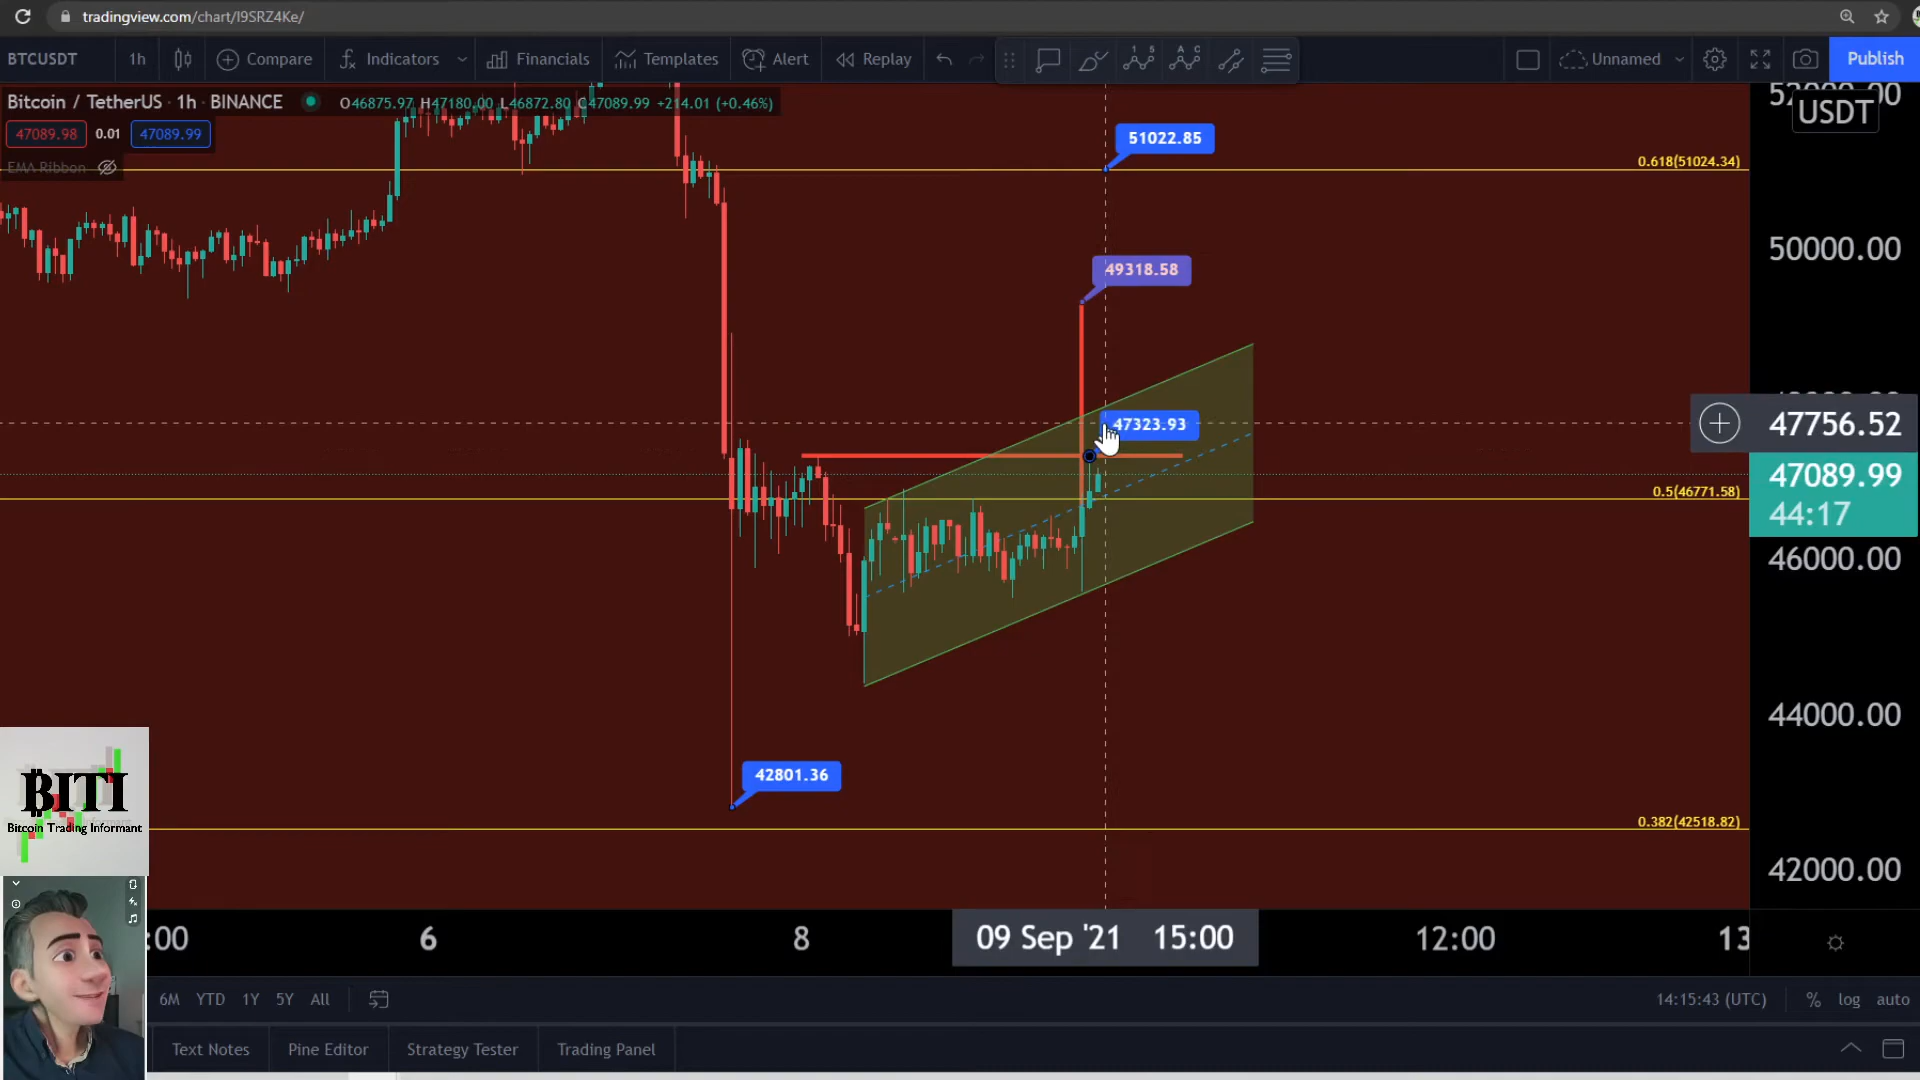 tradingview.com/chart/I9SRZ4Ke/
BTCUSDT 1h Compare Indicators Financials Templates Alert Replay Unnamed Publish
Bitcoin / TetherUS · 1h · BINANCE O46875.97 H47180.00 L46872.80 C47089.99 +214.01 (+0.46%)
47089.98 0.01 47089.99
EMA Ribbon
USDT
51022.85
0.618(51024.34)
50000.00
49318.58
47323.93
47756.52
47089.99
44:17
0.5(46771.58)
46000.00
44000.00
42801.36
0.382(42518.82)
42000.00
BITI
Bitcoin Trading Informant
:00 6 8 09 Sep '21 15:00 12:00 13
6M YTD 1Y 5Y All 14:15:43 (UTC) % log auto
Text Notes Pine Editor Strategy Tester Trading Panel